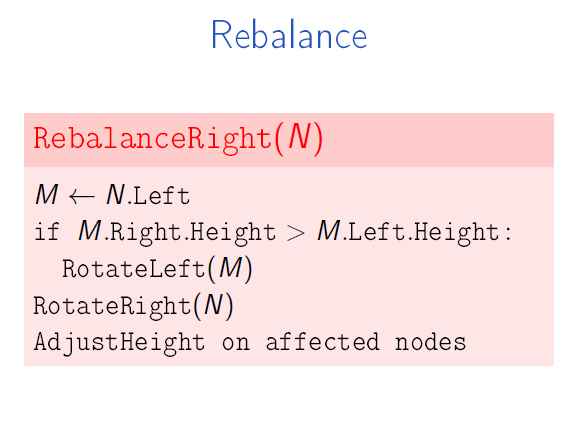 Rebalance
RebalanceRight(N)
M ← N.Left
if M.Right.Height > M.Left.Height:
RotateLeft(M)
RotateRight(N)
AdjustHeight on affected nodes